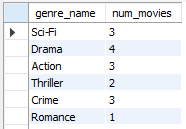 genre_name num_movies
Sci-Fi 3
Drama 4
Action 3
Thriller 2
Crime 3
Romance 1